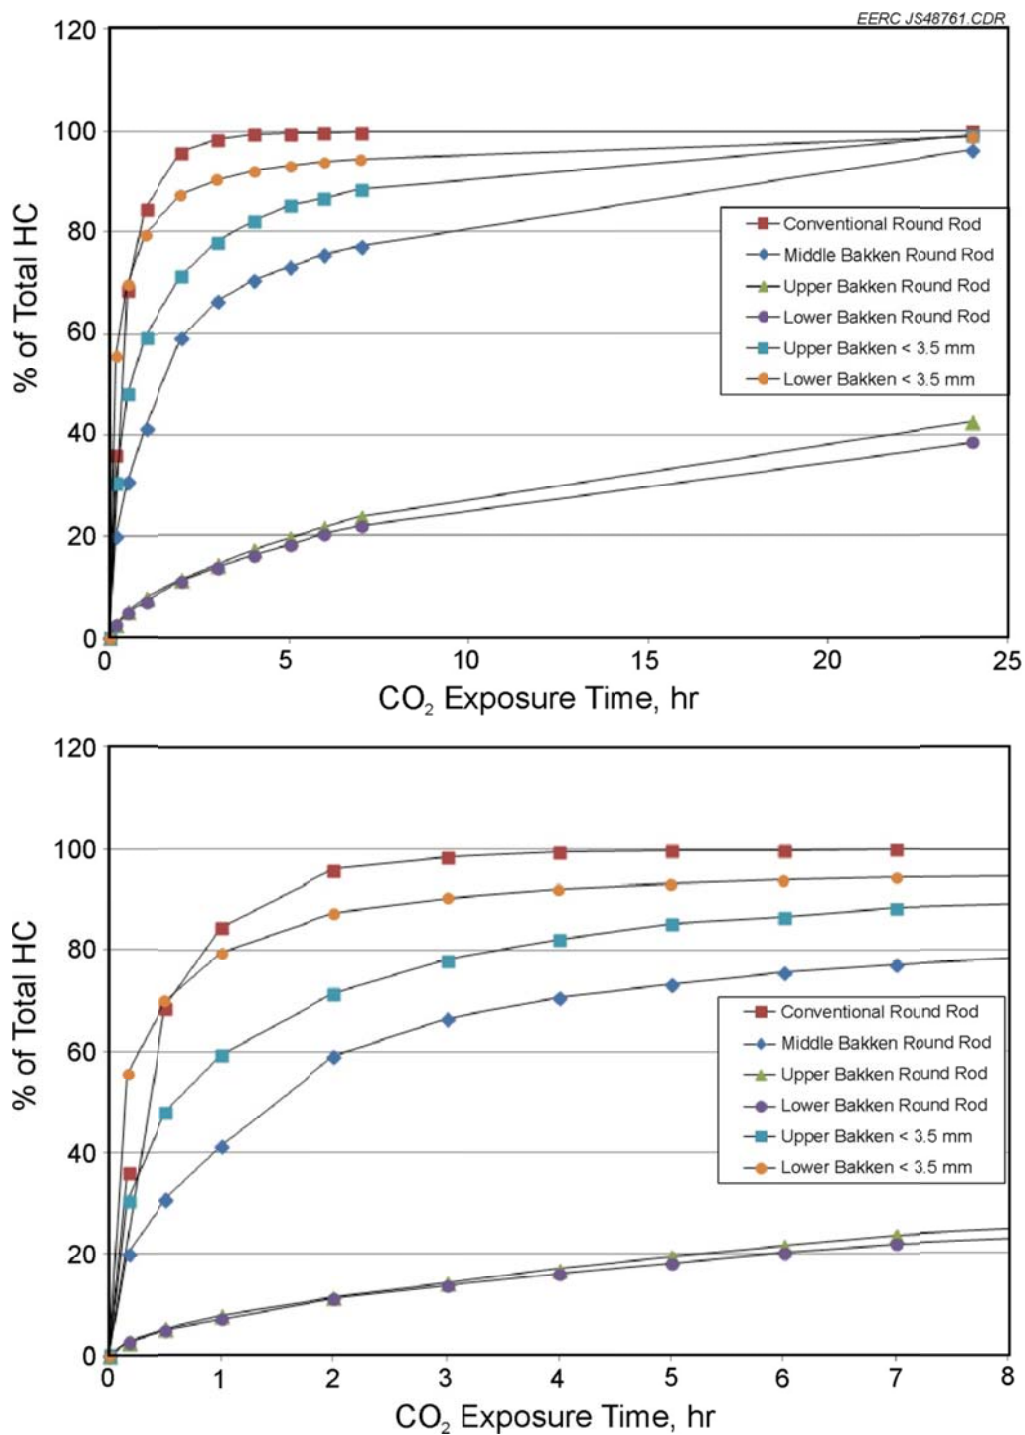 EERC JS48761.CDR
120
100
80
60
40
20
0
% of Total HC
Conventional Round Rod
Middle Bakken Round Rod
Upper Bakken Round Rod
Lower Bakken Round Rod
Upper Bakken < 3.5 mm
Lower Bakken < 3.5 mm
0 5 10 15 20 25
CO₂ Exposure Time, hr
120
100
80
60
40
20
0
% of Total HC
Conventional Round Rod
Middle Bakken Round Rod
Upper Bakken Round Rod
Lower Bakken Round Rod
Upper Bakken < 3.5 mm
Lower Bakken < 3.5 mm
0 1 2 3 4 5 6 7 8
CO₂ Exposure Time, hr